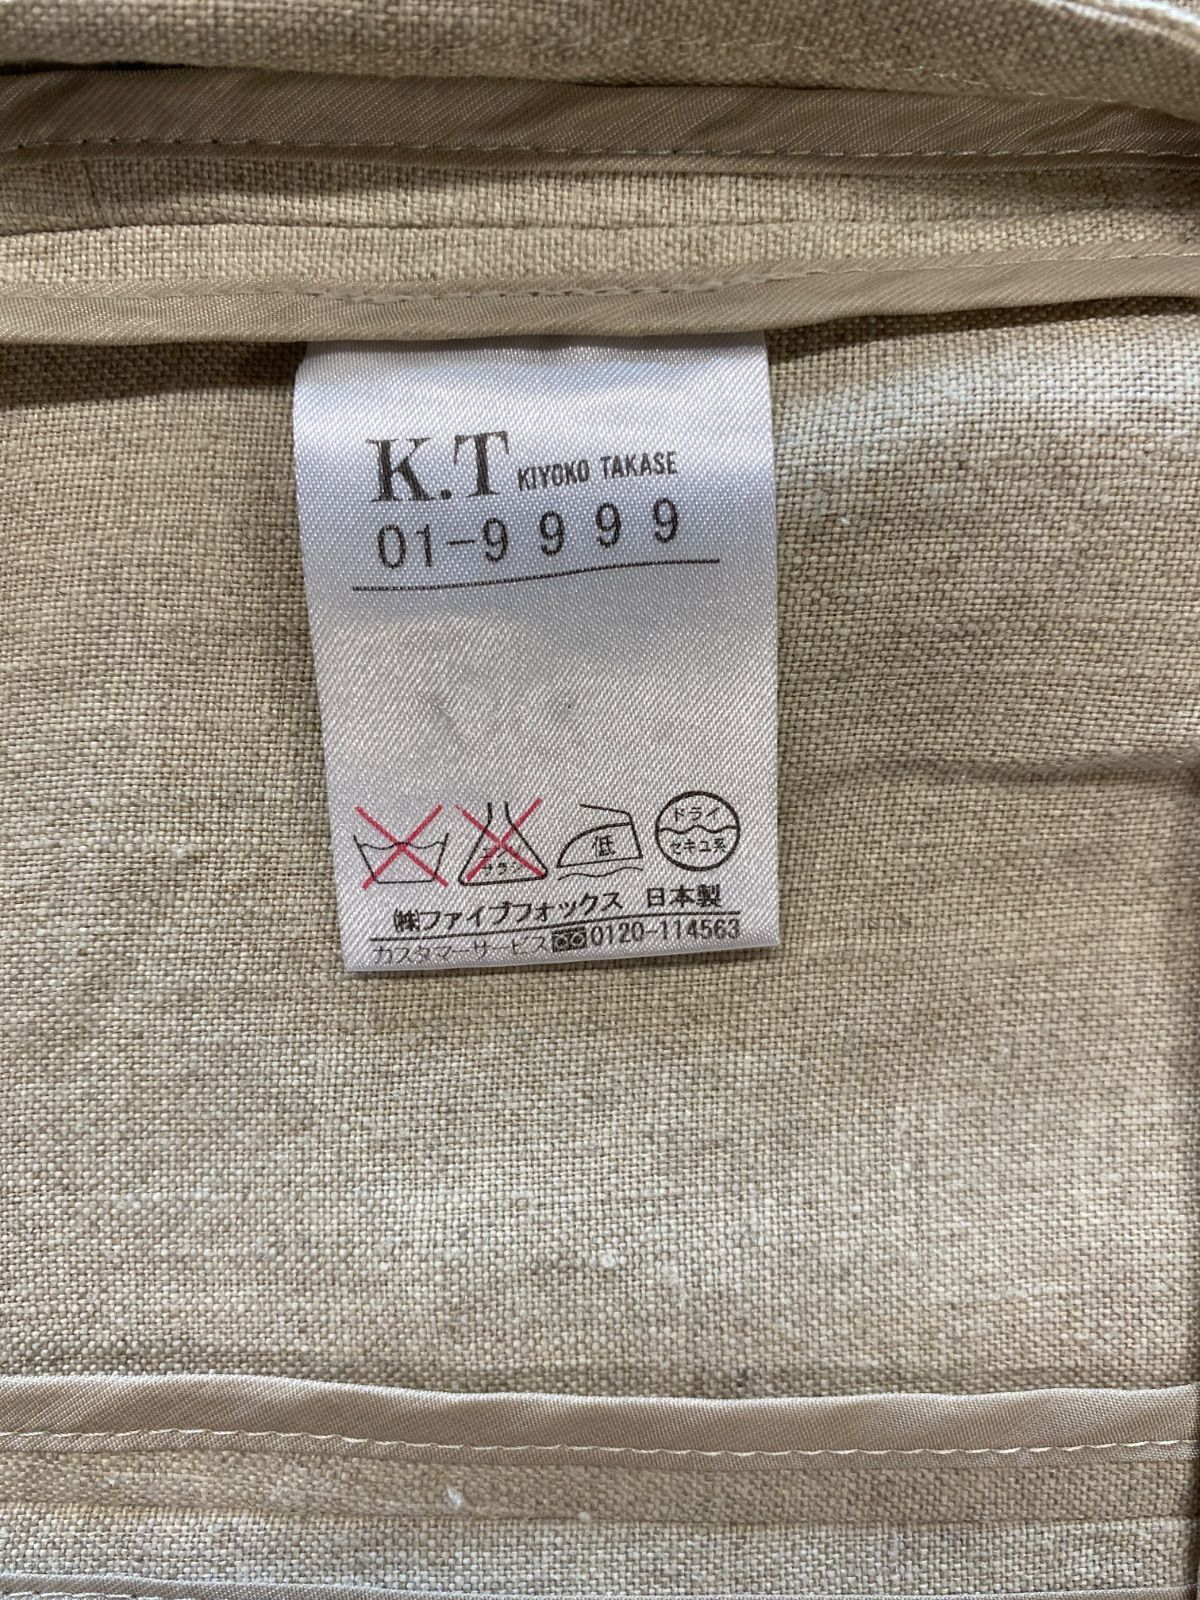 K.T KIYOKO TAKASE
01-9999
低
ドライ
セキユ系
㈱ファイブフォックス 日本製
カスタマーサービス 0120-114563